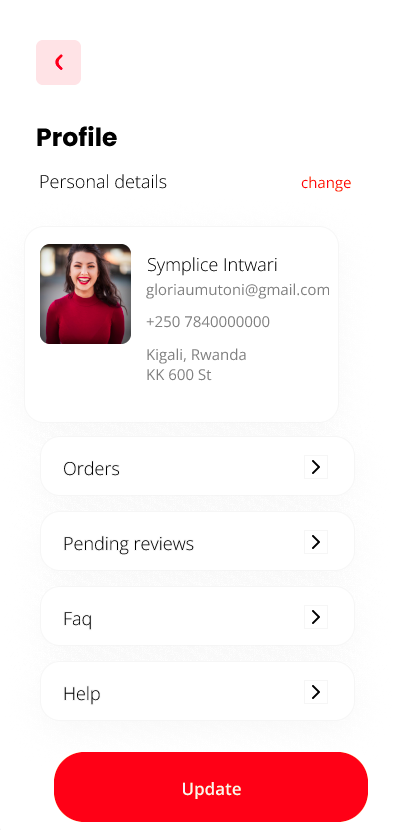 Profile
Personal details change
Symplice Intwari
gloriaumutoni@gmail.com
+250 7840000000
Kigali, Rwanda
KK 600 St
Orders
Pending reviews
Faq
Help
Update